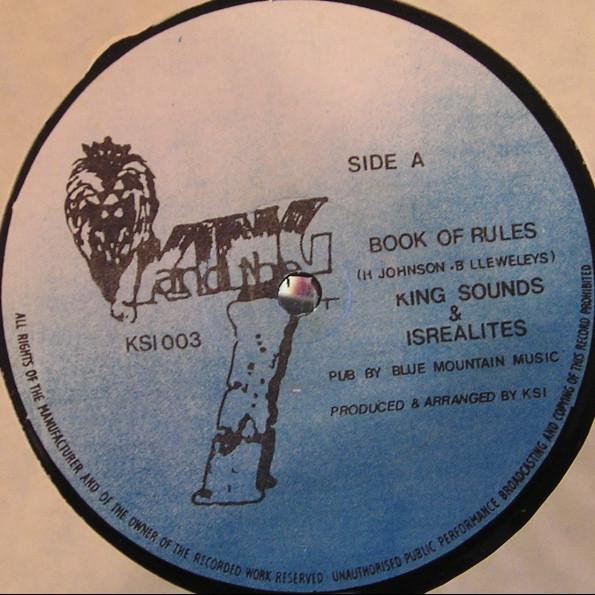 SIDE A
and the
BOOK OF RULES
(H JOHNSON · B LLEWELEYS)
KING SOUNDS
&
ISREALITES
KSI 003
PUB BY BLUE MOUNTAIN MUSIC
PRODUCED & ARRANGED BY KSI
ALL RIGHTS OF THE MANUFACTURER AND OF THE OWNER OF THE RECORDED WORK RESERVED · UNAUTHORISED PUBLIC PERFORMANCE BROADCASTING AND COPYING OF THIS RECORD PROHIBITED